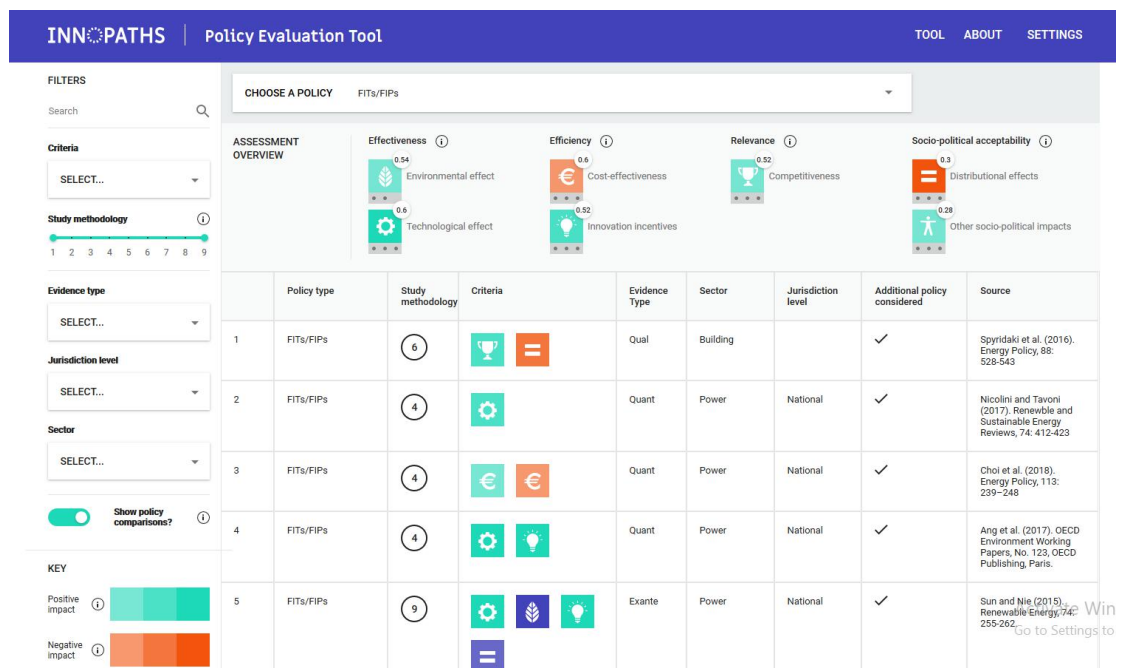 INNOPATHS
Policy Evaluation Tool
TOOL ABOUT SETTINGS
FILTERS
Search
Criteria
SELECT...
Study methodology
1 2 3 4 5 6 7 8 9
Evidence type
SELECT...
Jurisdiction level
SELECT...
Sector
SELECT...
Show policy
comparisons?
KEY
Positive
impact
Negative
impact
CHOOSE A POLICY FITs/FIPs
ASSESSMENT
OVERVIEW
Effectiveness
0.54
Environmental effect
0.6
Technological effect
Efficiency
0.6
Cost-effectiveness
0.52
Innovation incentives
Relevance
0.52
Competitiveness
Socio-political acceptability
0.3
Distributional effects
0.28
Other socio-political impacts
Policy type
Study
methodology
Criteria
Evidence
Type
Sector
Jurisdiction
level
Additional policy
considered
Source
1 FITs/FIPs 6 Qual Building
Spyridaki et al. (2016).
Energy Policy, 88:
528-543
2 FITs/FIPs 4 Quant Power National
Nicolini and Tavoni
(2017). Renewble and
Sustainable Energy
Reviews, 74: 412-423
3 FITs/FIPs 4 € € Quant Power National
Choi et al. (2018).
Energy Policy, 113:
239–248
4 FITs/FIPs 4 Quant Power National
Ang et al. (2017). OECD
Environment Working
Papers, No. 123, OECD
Publishing, Paris.
5 FITs/FIPs 9 Exante Power National
Sun and Nie (2015).
Renewable Energy, 74:
255-262.
Activate Win
Go to Settings to